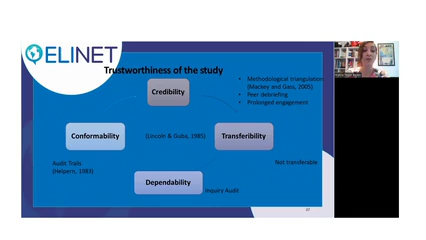 ELINET
Trustworthiness of the study
Credibility
• Methodological triangulation
(Mackey and Gass, 2005)
• Peer debriefing
• Prolonged engagement
Conformability
(Lincoln & Guba, 1985)
Transferibility
Audit Trails
(Halpern, 1983)
Not transferable
Dependability
Inquiry Audit